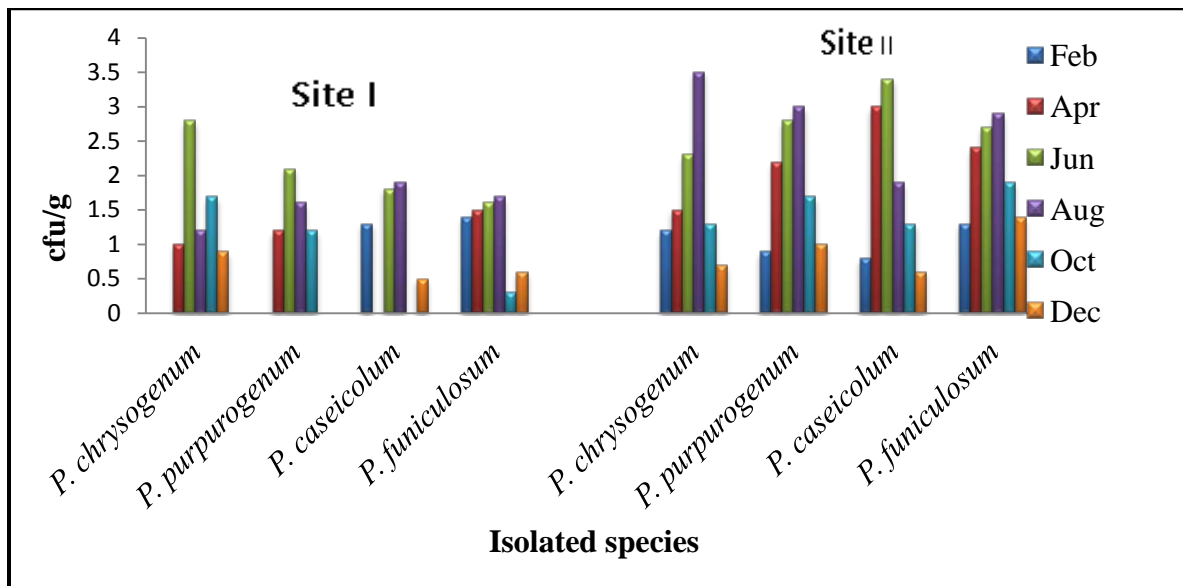 4
3.5
3
2.5
2
1.5
1
0.5
0
cfu/g
Site I
Site II
Feb
Apr
Jun
Aug
Oct
Dec
P. chrysogenum
P. purpurogenum
P. caseicolum
P. funiculosum
P. chrysogenum
P. purpurogenum
P. caseicolum
P. funiculosum
Isolated species